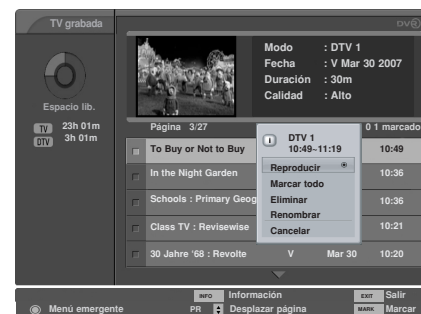 TV grabada
DVR
Modo : DTV 1
Fecha : V Mar 30 2007
Duración : 30m
Calidad : Alto
Espacio lib.
TV 23h 01m
DTV 3h 01m
Página 3/27 0 1 marcado
To Buy or Not to Buy 10:49
In the Night Garden 10:36
Schools : Primary Geog 10:36
Class TV : Revisewise 10:21
30 Jahre '68 : Revolte V Mar 30 10:20
i DTV 1
10:49~11:19
Reproducir
Marcar todo
Eliminar
Renombrar
Cancelar
INFO Información EXIT Salir
Menú emergente PR Desplazar página MARK Marcar